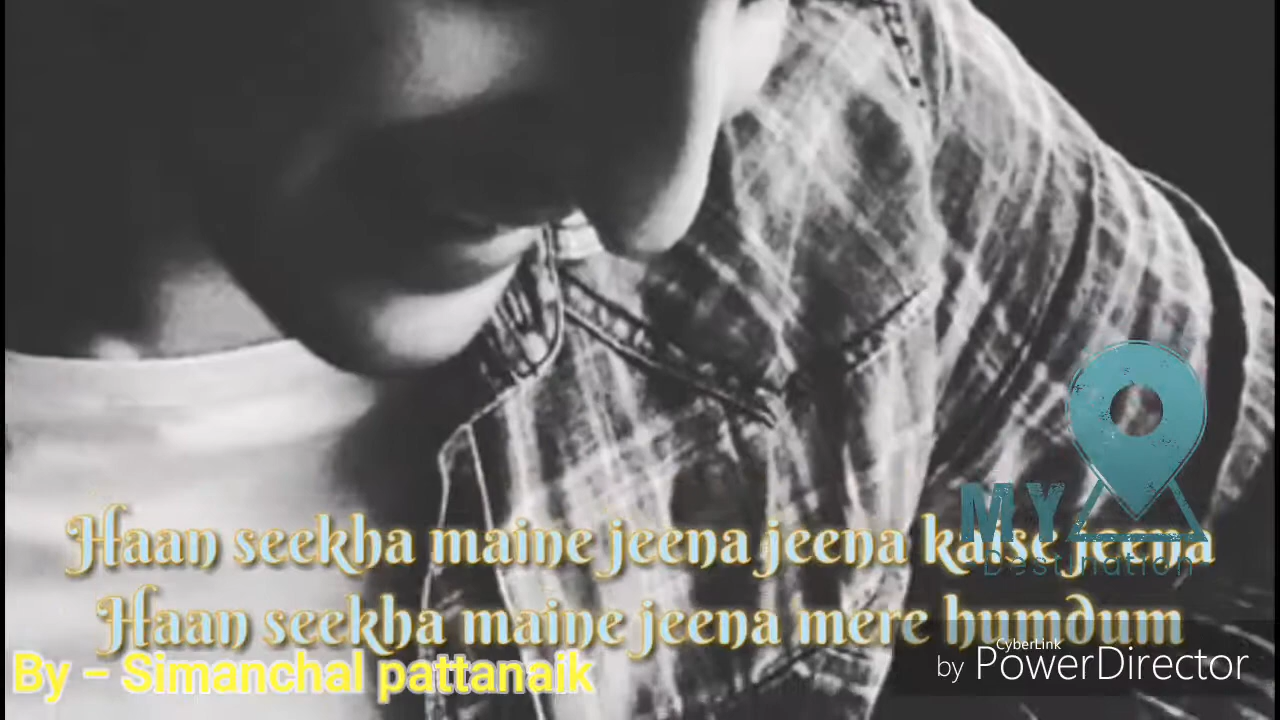 Haan seekha maine jeena jeena kaise jeena
MY
Destination
Haan seekha maine jeena mere humdum
By - Simanchal pattanaik
CyberLink
by PowerDirector